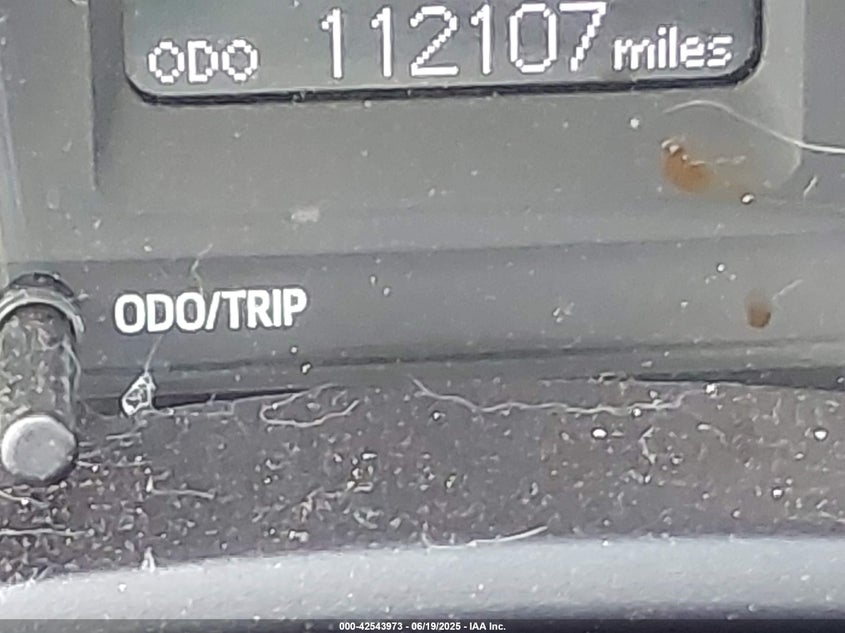 ODO 112107 miles
ODO/TRIP
000-42543973 - 06/19/2025 - IAA Inc.